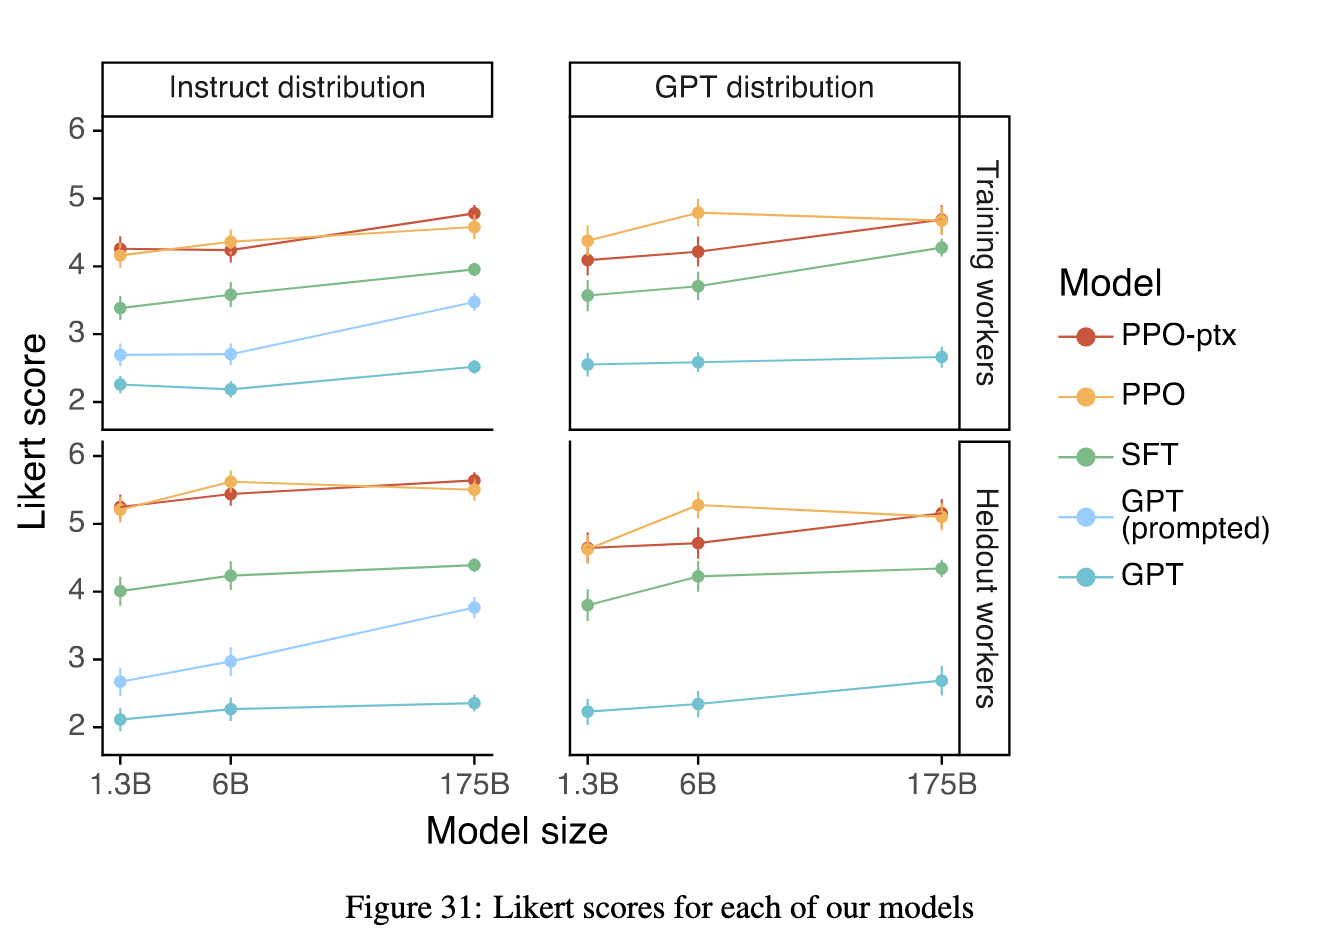 Instruct distribution
GPT distribution
Likert score
6
5
4
3
2
Training workers
6
5
4
3
2
Heldout workers
1.3B 6B 175B
1.3B 6B 175B
Model size
Model
PPO-ptx
PPO
SFT
GPT
(prompted)
GPT
Figure 31: Likert scores for each of our models